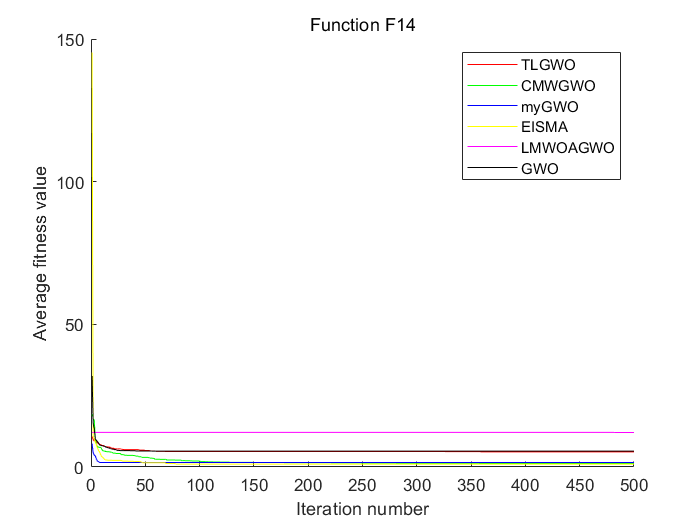 Function F14
150
100
50
0
Average fitness value
TLGWO
CMWGWO
myGWO
EISMA
LMWOAGWO
GWO
0 50 100 150 200 250 300 350 400 450 500
Iteration number